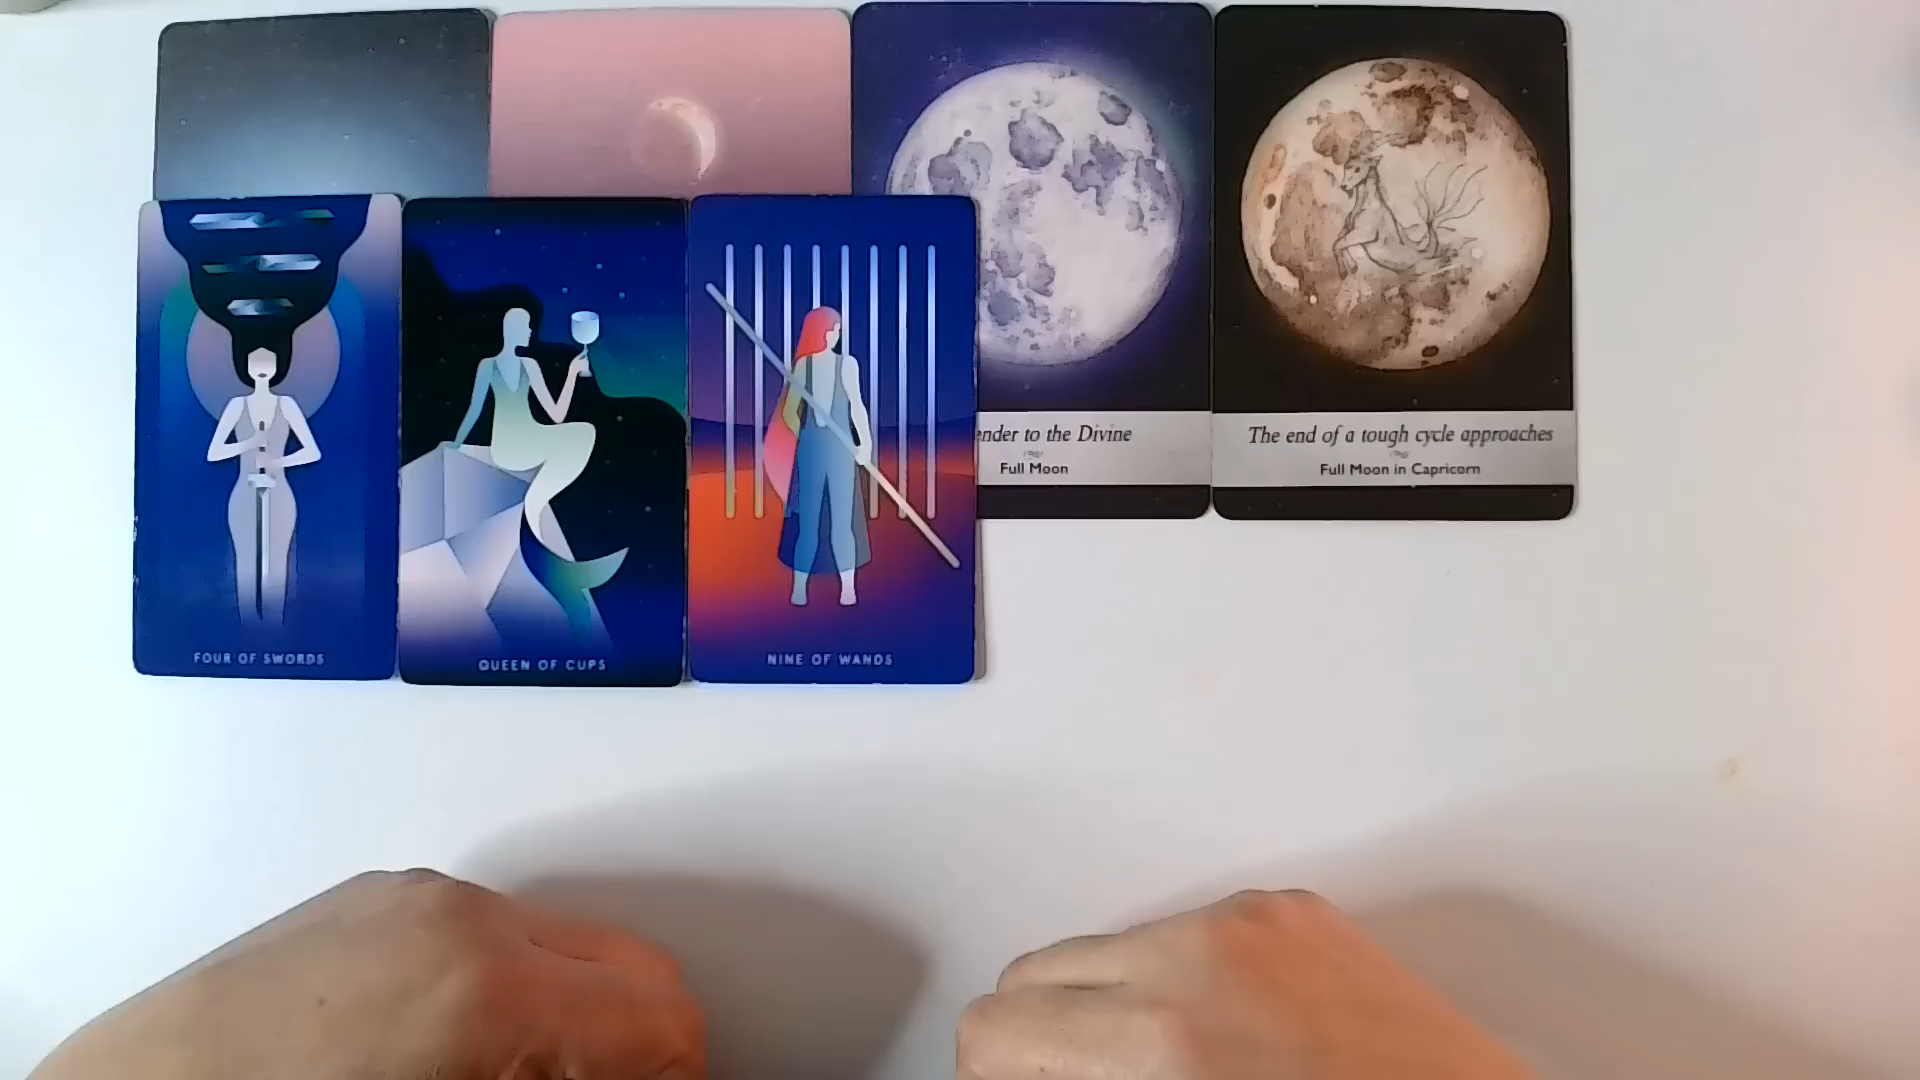 ender to the Divine
Full Moon
The end of a tough cycle approaches
Full Moon in Capricorn
FOUR OF SWORDS
QUEEN OF CUPS
NINE OF WANDS